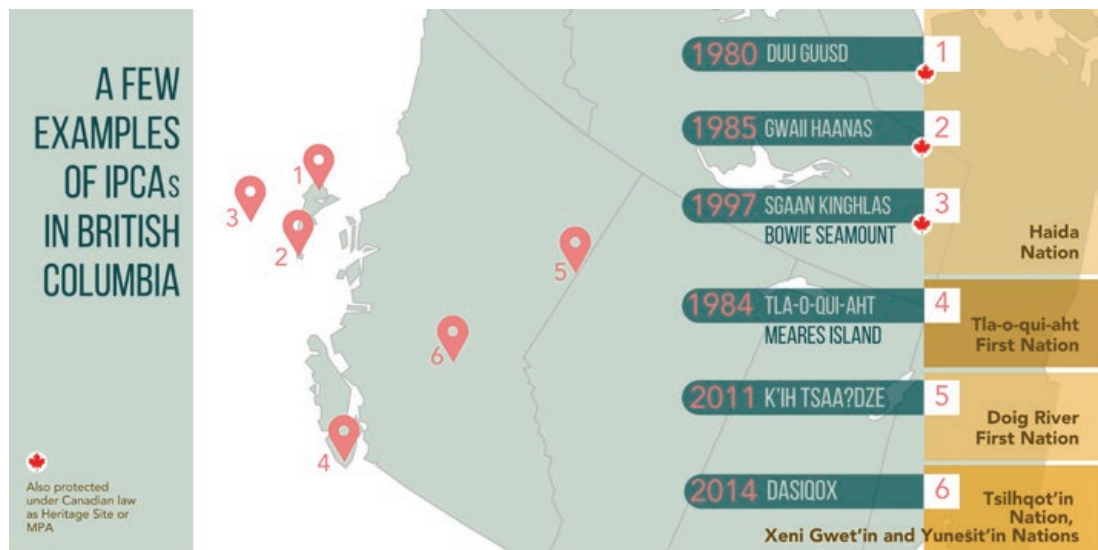 A FEW
EXAMPLES
OF IPCAs
IN BRITISH
COLUMBIA
Also protected
under Canadian law
as Heritage Site or
MPA
1
3
2
5
6
4
1980 DUU GUUSD 1
1985 GWAII HAANAS 2
1997 SGAAN KINGHLAS 3
BOWIE SEAMOUNT
Haida
Nation
1984 TLA-O-QUI-AHT 4
MEARES ISLAND
Tla-o-qui-aht
First Nation
2011 K'IH TSAA?DZE 5
Doig River
First Nation
2014 DASIQOX 6
Tsilhqot'in
Nation,
Xeni Gwet'in and Yunesit'in Nations